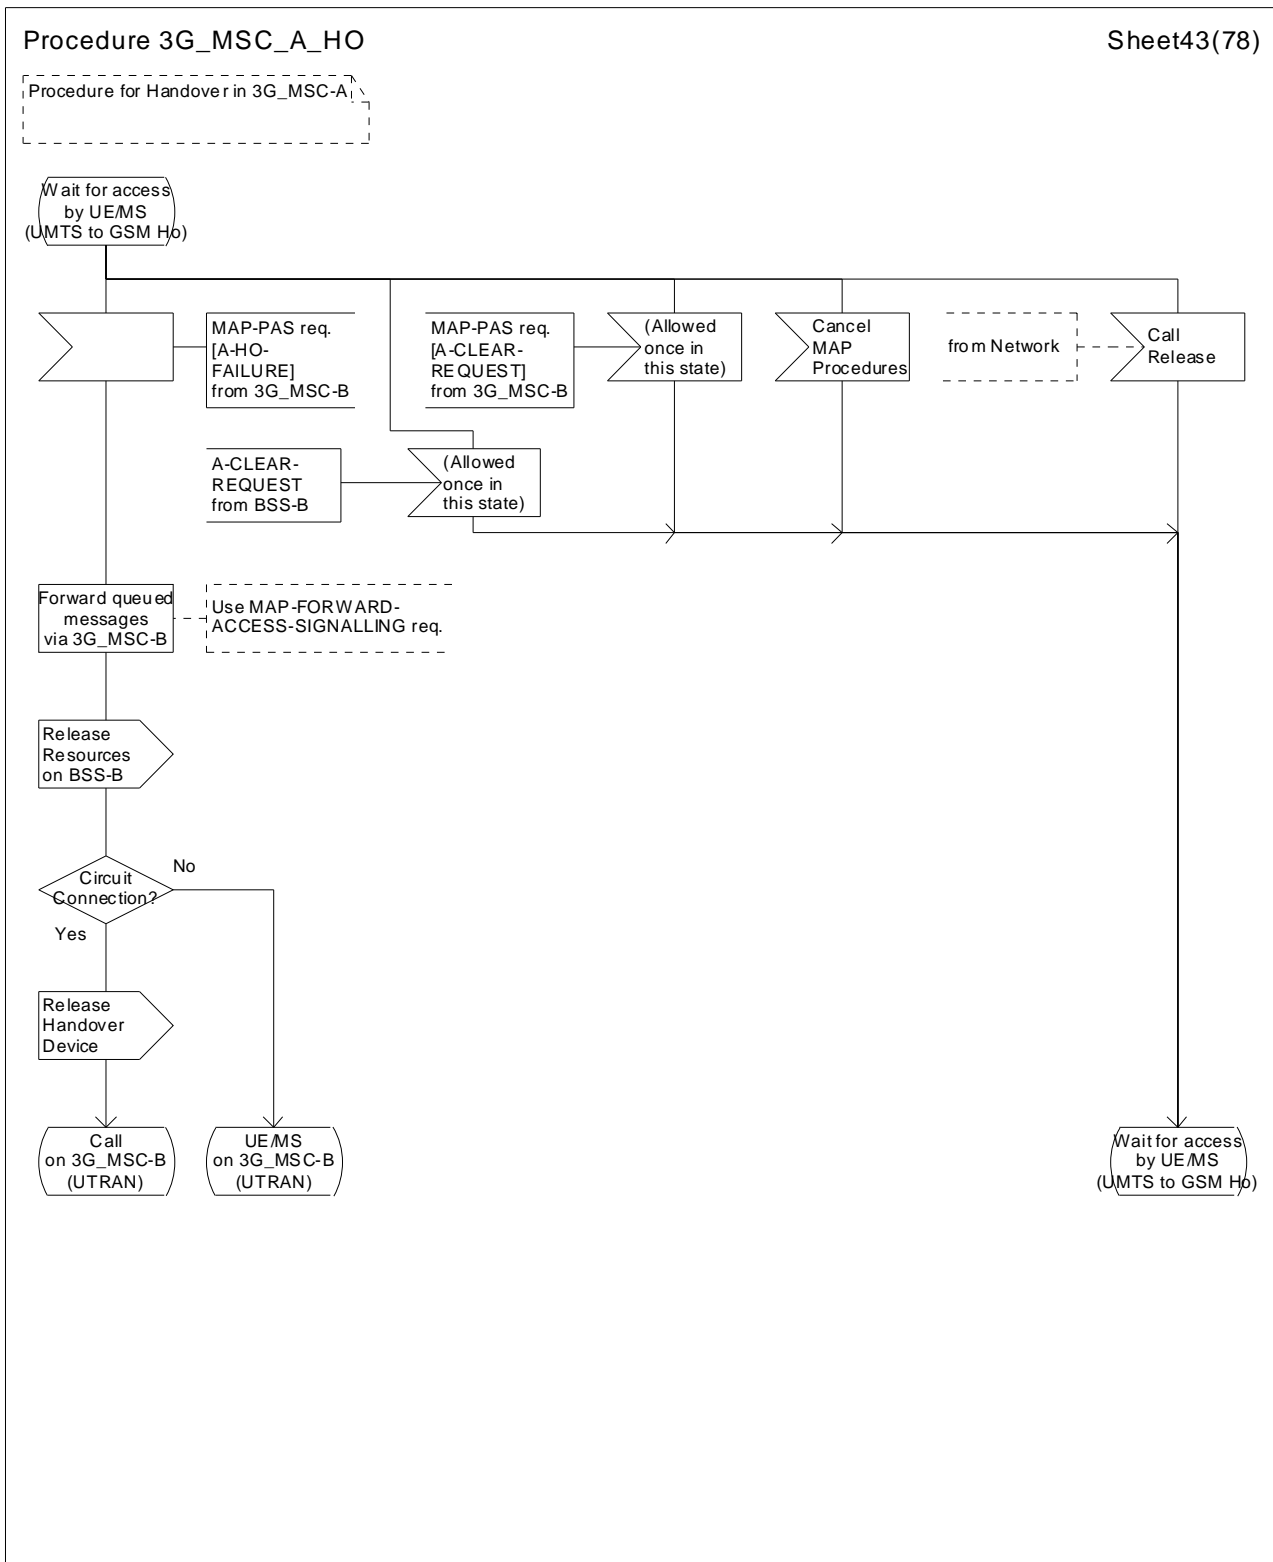 Procedure 3G_MSC_A_HO
Sheet43(78)
Procedure for Handover in 3G_MSC-A
Wait for access
by UE/MS
(UMTS to GSM Ho)
MAP-PAS req.
[A-HO-
FAILURE]
from 3G_MSC-B
MAP-PAS req.
[A-CLEAR-
REQUEST]
from 3G_MSC-B
(Allowed
once in
this state)
Cancel
MAP
Procedures
from Network
Call
Release
A-CLEAR-
REQUEST
from BSS-B
(Allowed
once in
this state)
Forward queued
messages
via 3G_MSC-B
Use MAP-FORWARD-
ACCESS-SIGNALLING req.
Release
Resources
on BSS-B
Circuit
Connection?
No
Yes
Release
Handover
Device
Call
on 3G_MSC-B
(UTRAN)
UE/MS
on 3G_MSC-B
(UTRAN)
Wait for access
by UE/MS
(UMTS to GSM Ho)